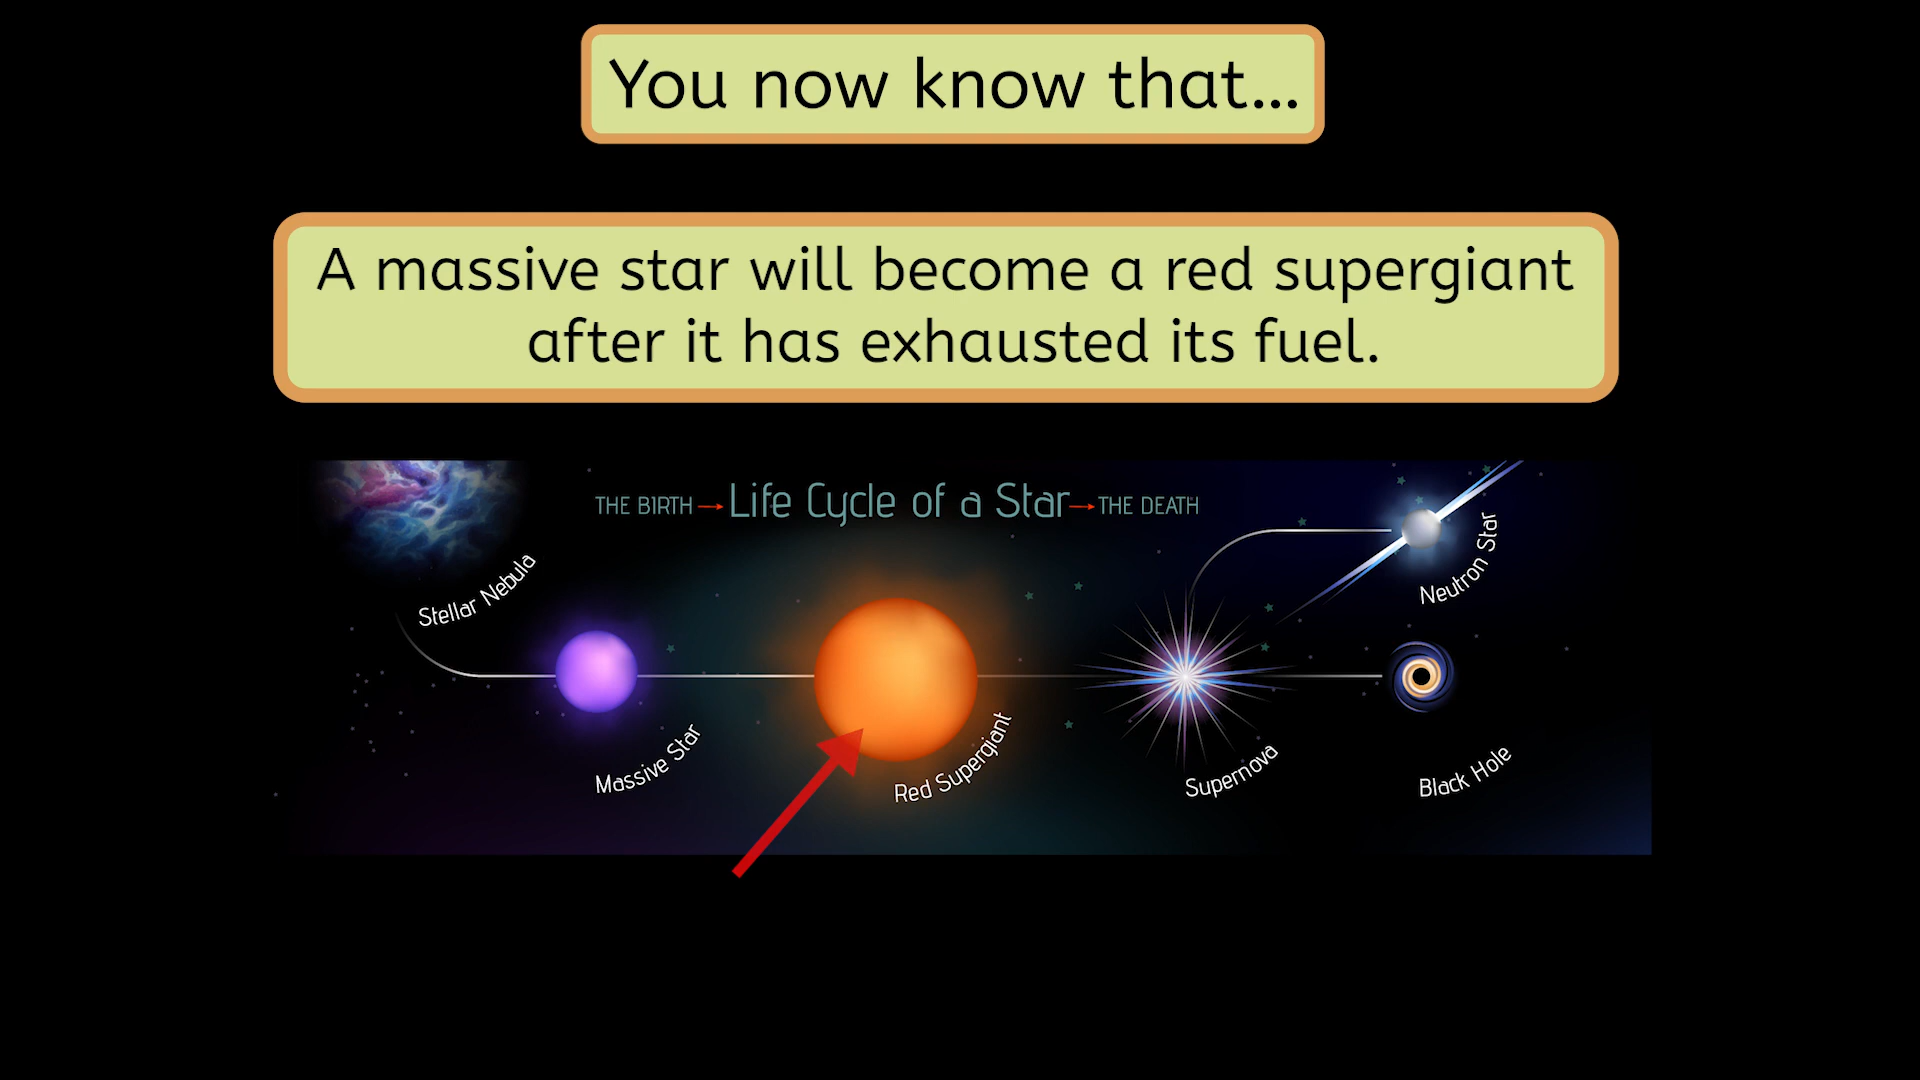 You now know that...
A massive star will become a red supergiant
after it has exhausted its fuel.
THE BIRTH → Life Cycle of a Star → THE DEATH
Stellar Nebula
Massive Star
Red Supergiant
Supernova
Neutron Star
Black Hole